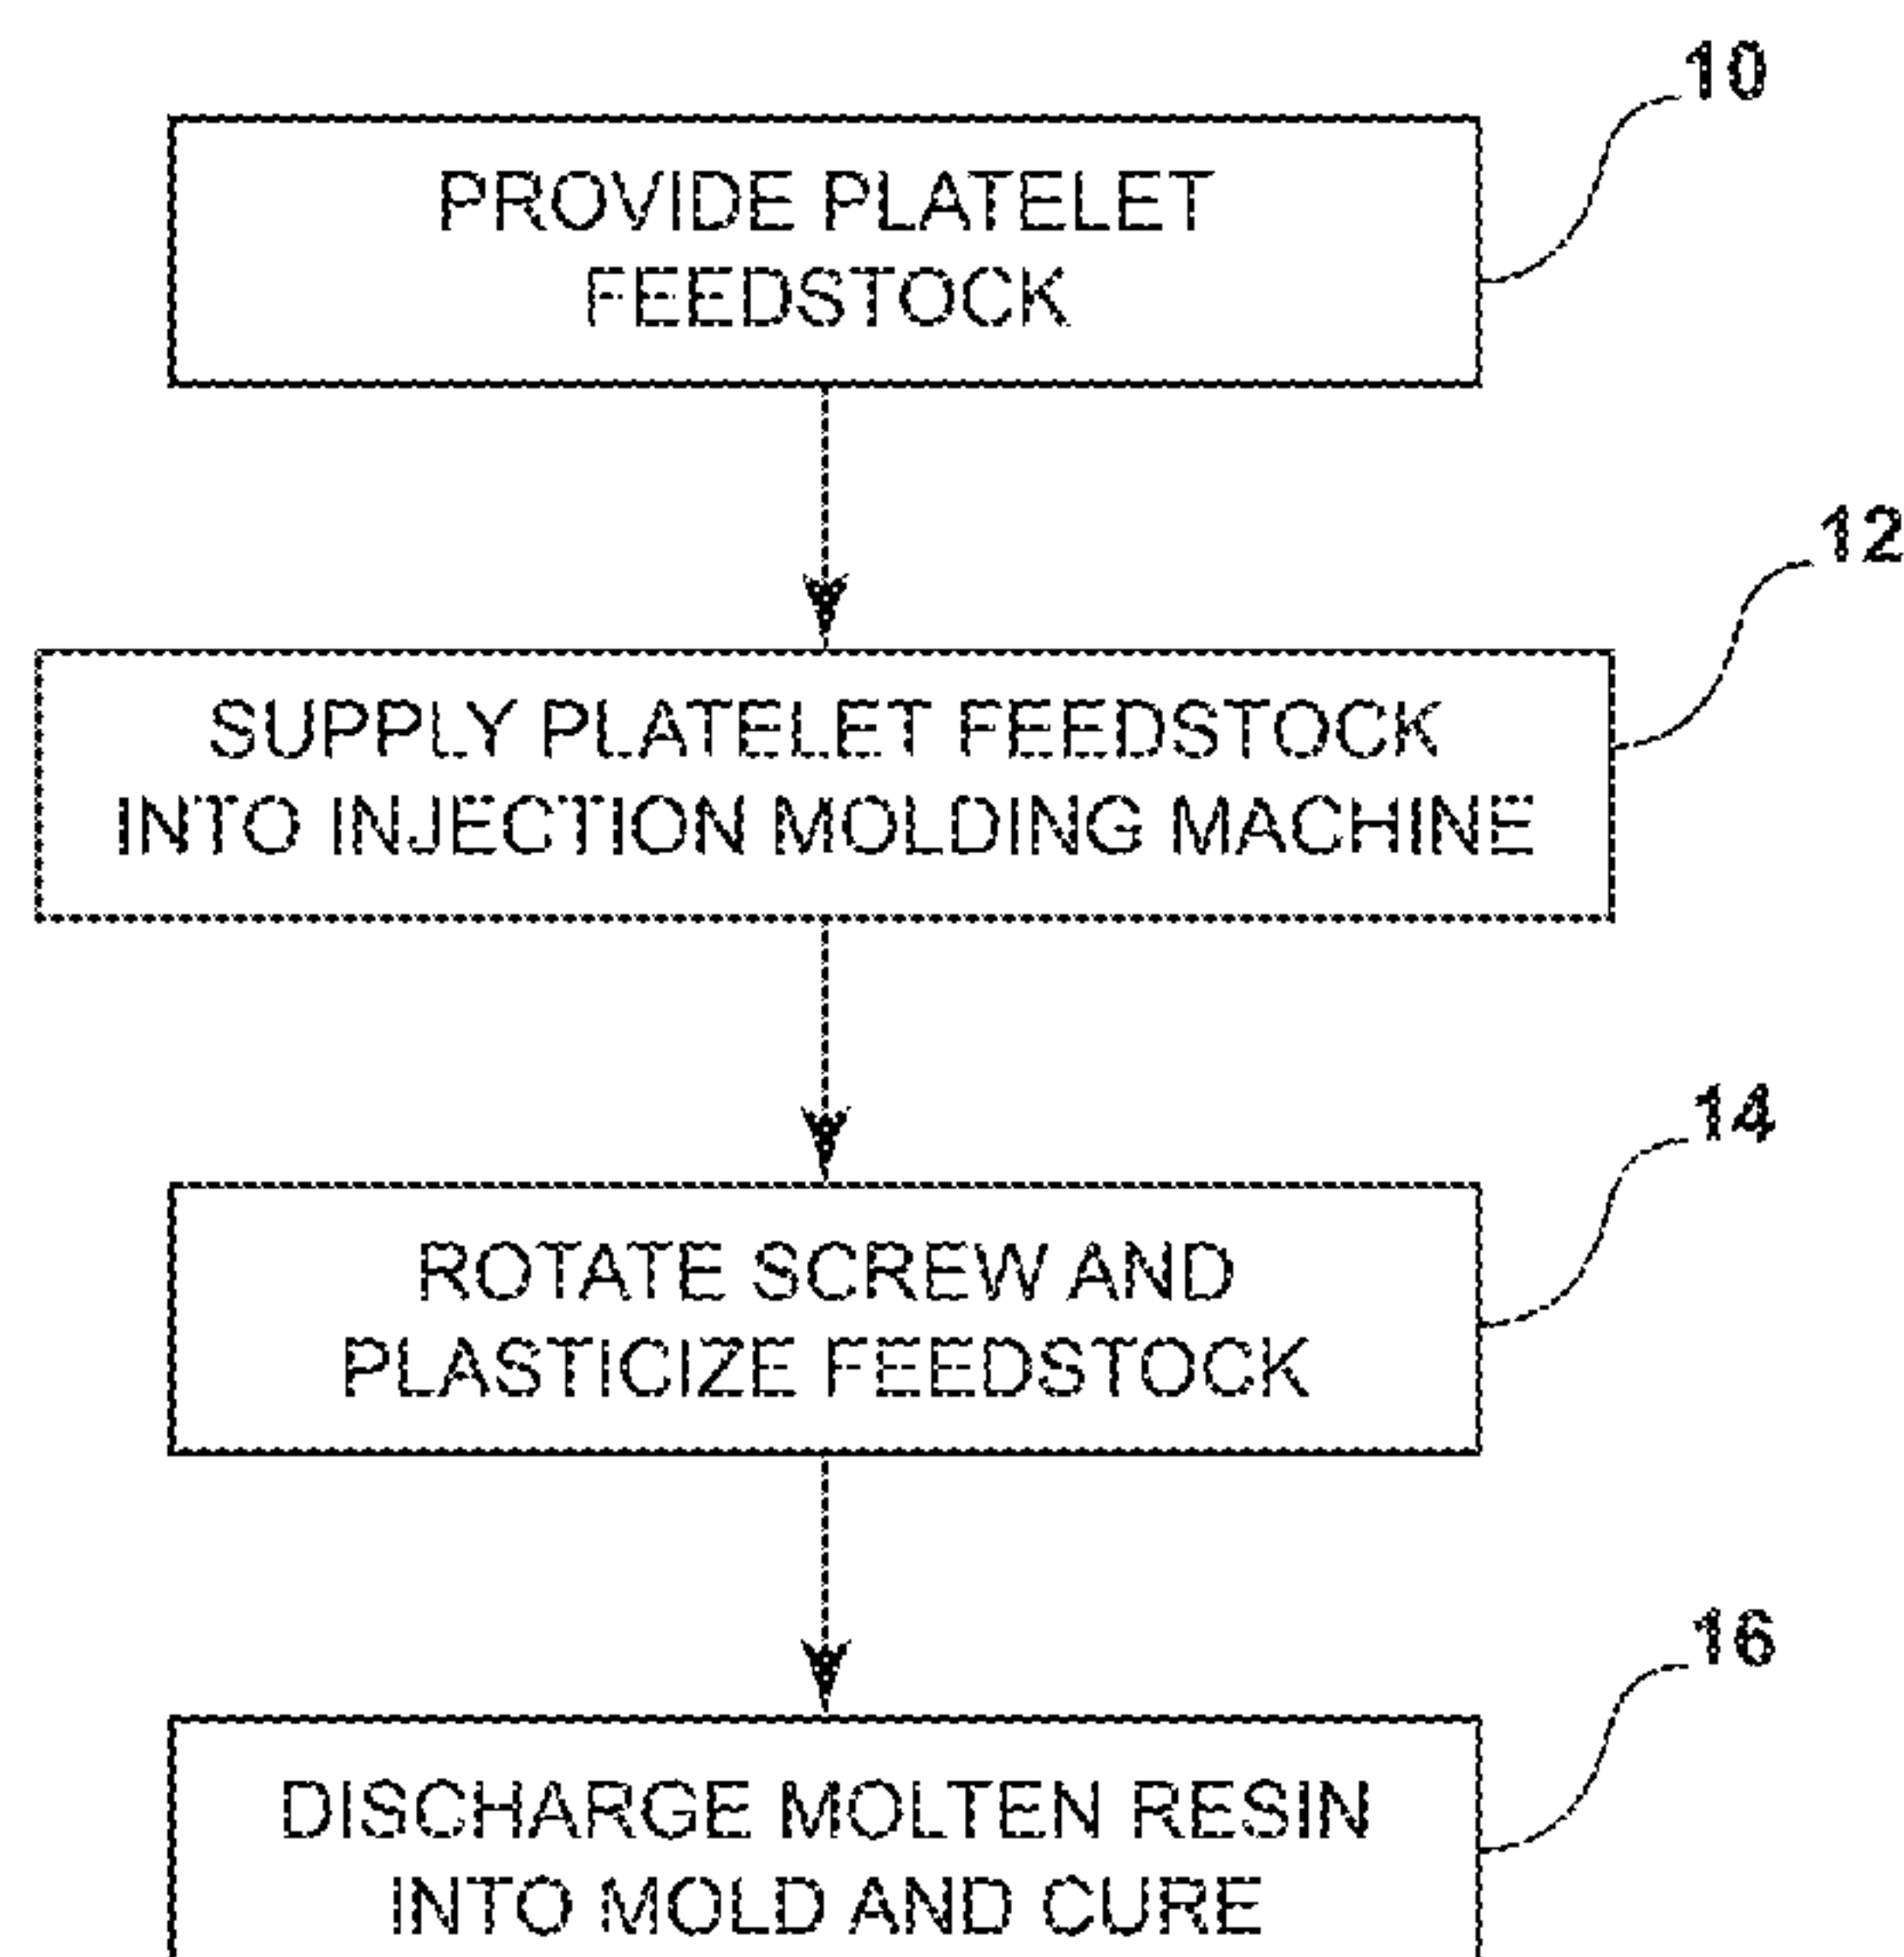 10
PROVIDE PLATELET
FEEDSTOCK
12
SUPPLY PLATELET FEEDSTOCK
INTO INJECTION MOLDING MACHINE
14
ROTATE SCREW AND
PLASTICIZE FEEDSTOCK
16
DISCHARGE MOLTEN RESIN
INTO MOLD AND CURE